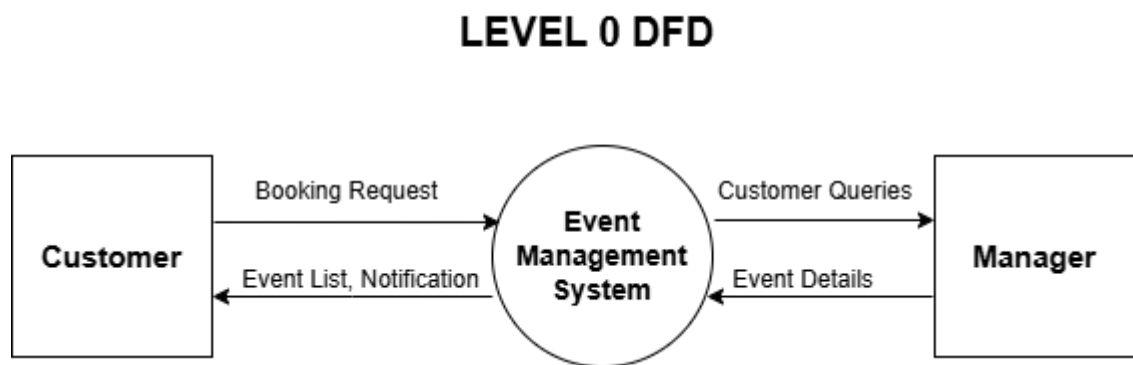 LEVEL 0 DFD
Booking Request
Customer Queries
Customer
Event
Management
System
Manager
Event List, Notification
Event Details